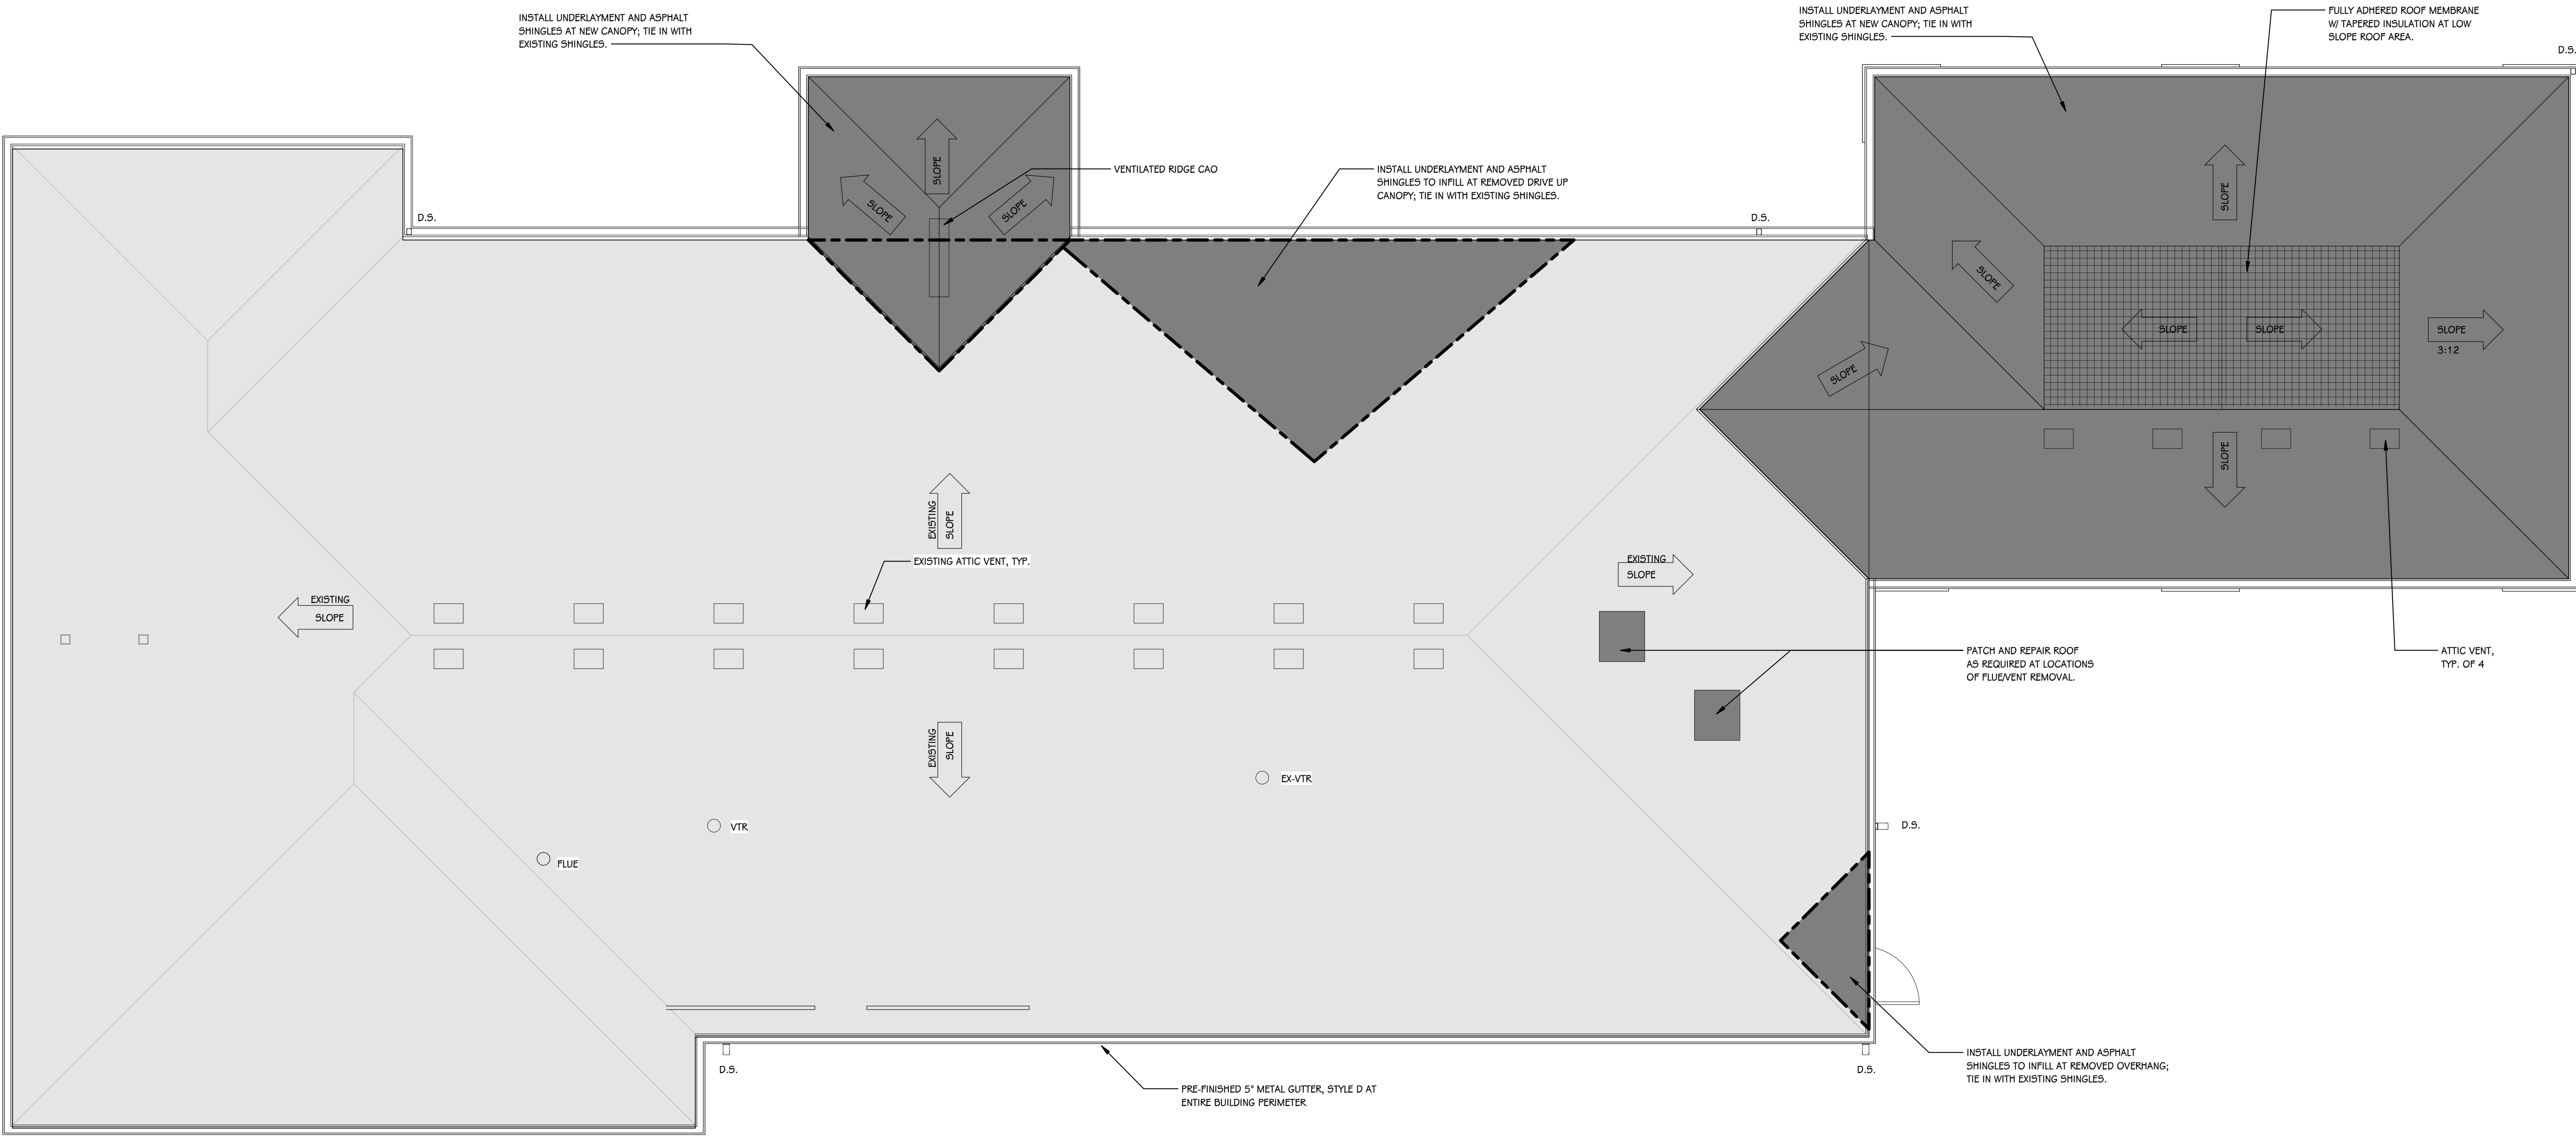 INSTALL UNDERLAYMENT AND ASPHALT
SHINGLES AT NEW CANOPY; TIE IN WITH
EXISTING SHINGLES.
INSTALL UNDERLAYMENT AND ASPHALT
SHINGLES AT NEW CANOPY; TIE IN WITH
EXISTING SHINGLES.
FULLY ADHERED ROOF MEMBRANE
W/ TAPERED INSULATION AT LOW
SLOPE ROOF AREA.
D.S.
VENTILATED RIDGE CAO
INSTALL UNDERLAYMENT AND ASPHALT
SHINGLES TO INFILL AT REMOVED DRIVE UP
CANOPY; TIE IN WITH EXISTING SHINGLES.
SLOPE
SLOPE
SLOPE
D.S.
D.S.
SLOPE
SLOPE
SLOPE
SLOPE
SLOPE
3:12
SLOPE
SLOPE
EXISTING
SLOPE
EXISTING ATTIC VENT, TYP.
EXISTING
SLOPE
EXISTING
SLOPE
PATCH AND REPAIR ROOF
AS REQUIRED AT LOCATIONS
OF FLUE/VENT REMOVAL.
ATTIC VENT,
TYP. OF 4
EXISTING
SLOPE
EX-VTR
VTR
FLUE
D.S.
INSTALL UNDERLAYMENT AND ASPHALT
SHINGLES TO INFILL AT REMOVED OVERHANG;
TIE IN WITH EXISTING SHINGLES.
D.S.
D.S.
PRE-FINISHED 5" METAL GUTTER, STYLE D AT
ENTIRE BUILDING PERIMETER